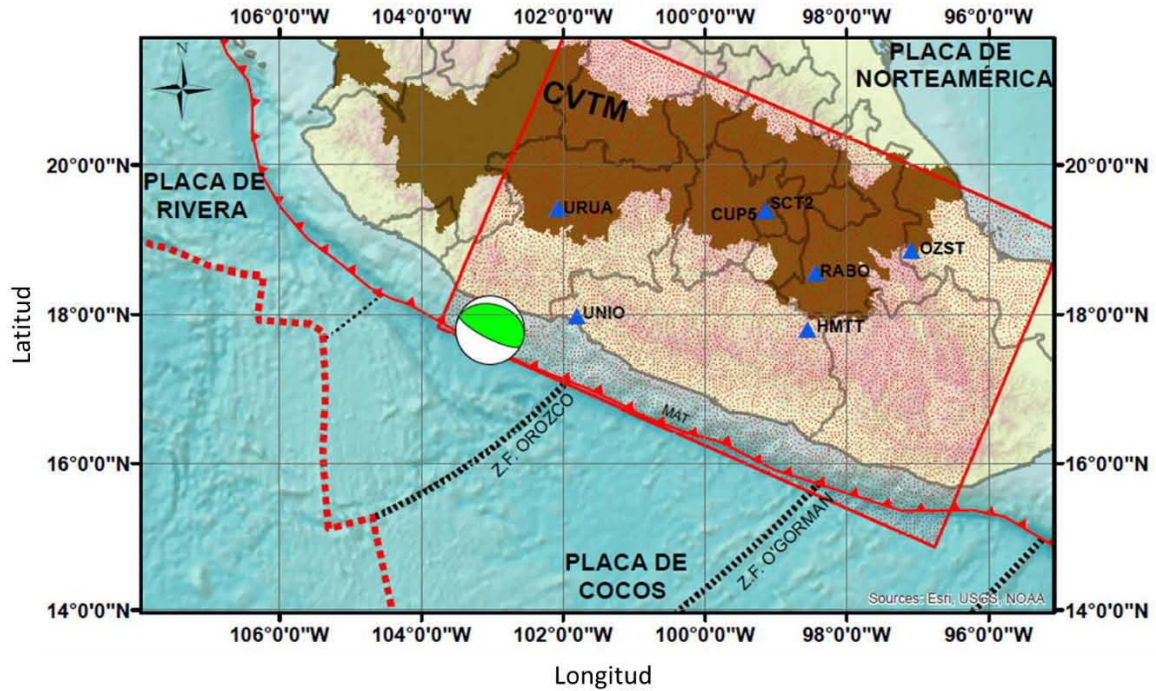 106°0'0"W 104°0'0"W 102°0'0"W 100°0'0"W 98°0'0"W 96°0'0"W
N
PLACA DE
NORTEAMÉRICA
CVTM
20°0'0"N
20°0'0"N
PLACA DE
RIVERA
URUA
CUP5
SCT2
OZST
RABO
18°0'0"N
18°0'0"N
UNIO
HMTT
Latitud
MAT
Z.F. OROZCO
16°0'0"N
16°0'0"N
Z.F. O'GORMAN
PLACA DE
COCOS
Sources: Esri, USGS, NOAA
14°0'0"N
14°0'0"N
106°0'0"W 104°0'0"W 102°0'0"W 100°0'0"W 98°0'0"W 96°0'0"W
Longitud